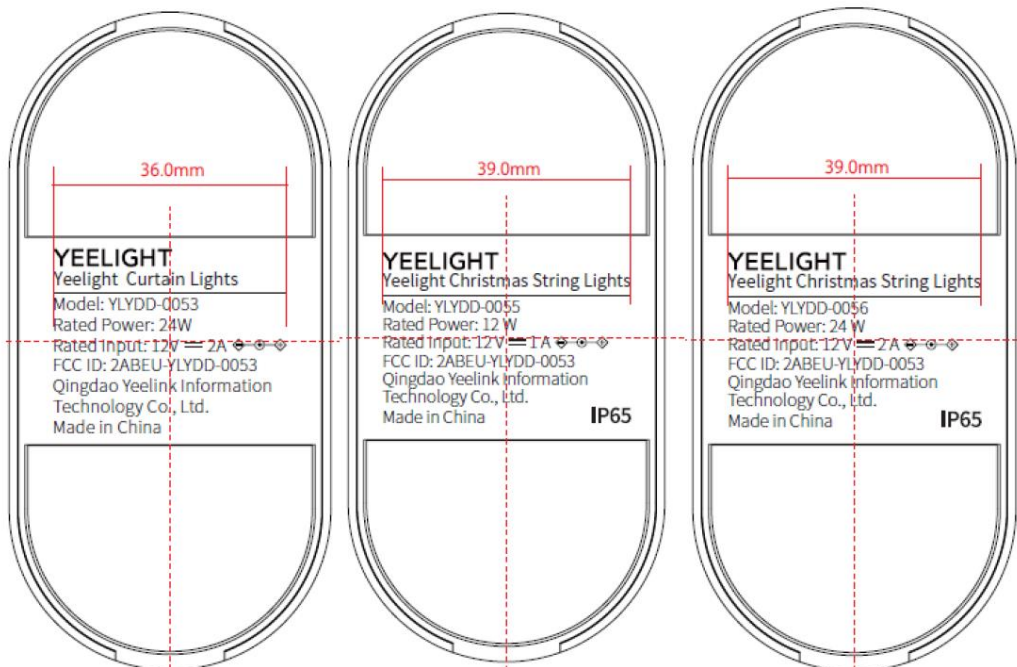 36.0mm
YEELIGHT
Yeelight Curtain Lights
Model: YLYDD-0053
Rated Power: 24W
Rated Input: 12V ⎓ 2A
FCC ID: 2ABEU-YLYDD-0053
Qingdao Yeelink Information
Technology Co., Ltd.
Made in China
39.0mm
YEELIGHT
Yeelight Christmas String Lights
Model: YLYDD-0055
Rated Power: 12 W
Rated Input: 12 V ⎓ 1 A
FCC ID: 2ABEU-YLYDD-0053
Qingdao Yeelink Information
Technology Co., Ltd.
Made in China IP65
39.0mm
YEELIGHT
Yeelight Christmas String Lights
Model: YLYDD-0056
Rated Power: 24 W
Rated Input: 12V ⎓ 2 A
FCC ID: 2ABEU-YLYDD-0053
Qingdao Yeelink Information
Technology Co., Ltd.
Made in China IP65